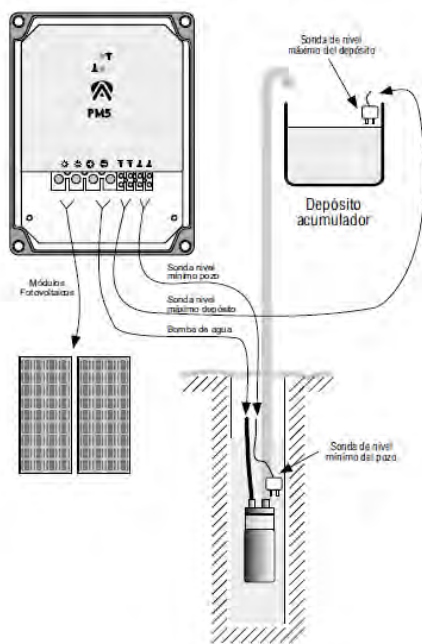 Sonda de nivel
máximo del depósito
PM5
Depósito
acumulador
Módulos
Fotovoltaicos
Sonda nivel
mínimo pozo
Sonda nivel
máximo depósito
Bomba de agua
Sonda de nivel
mínimo del pozo